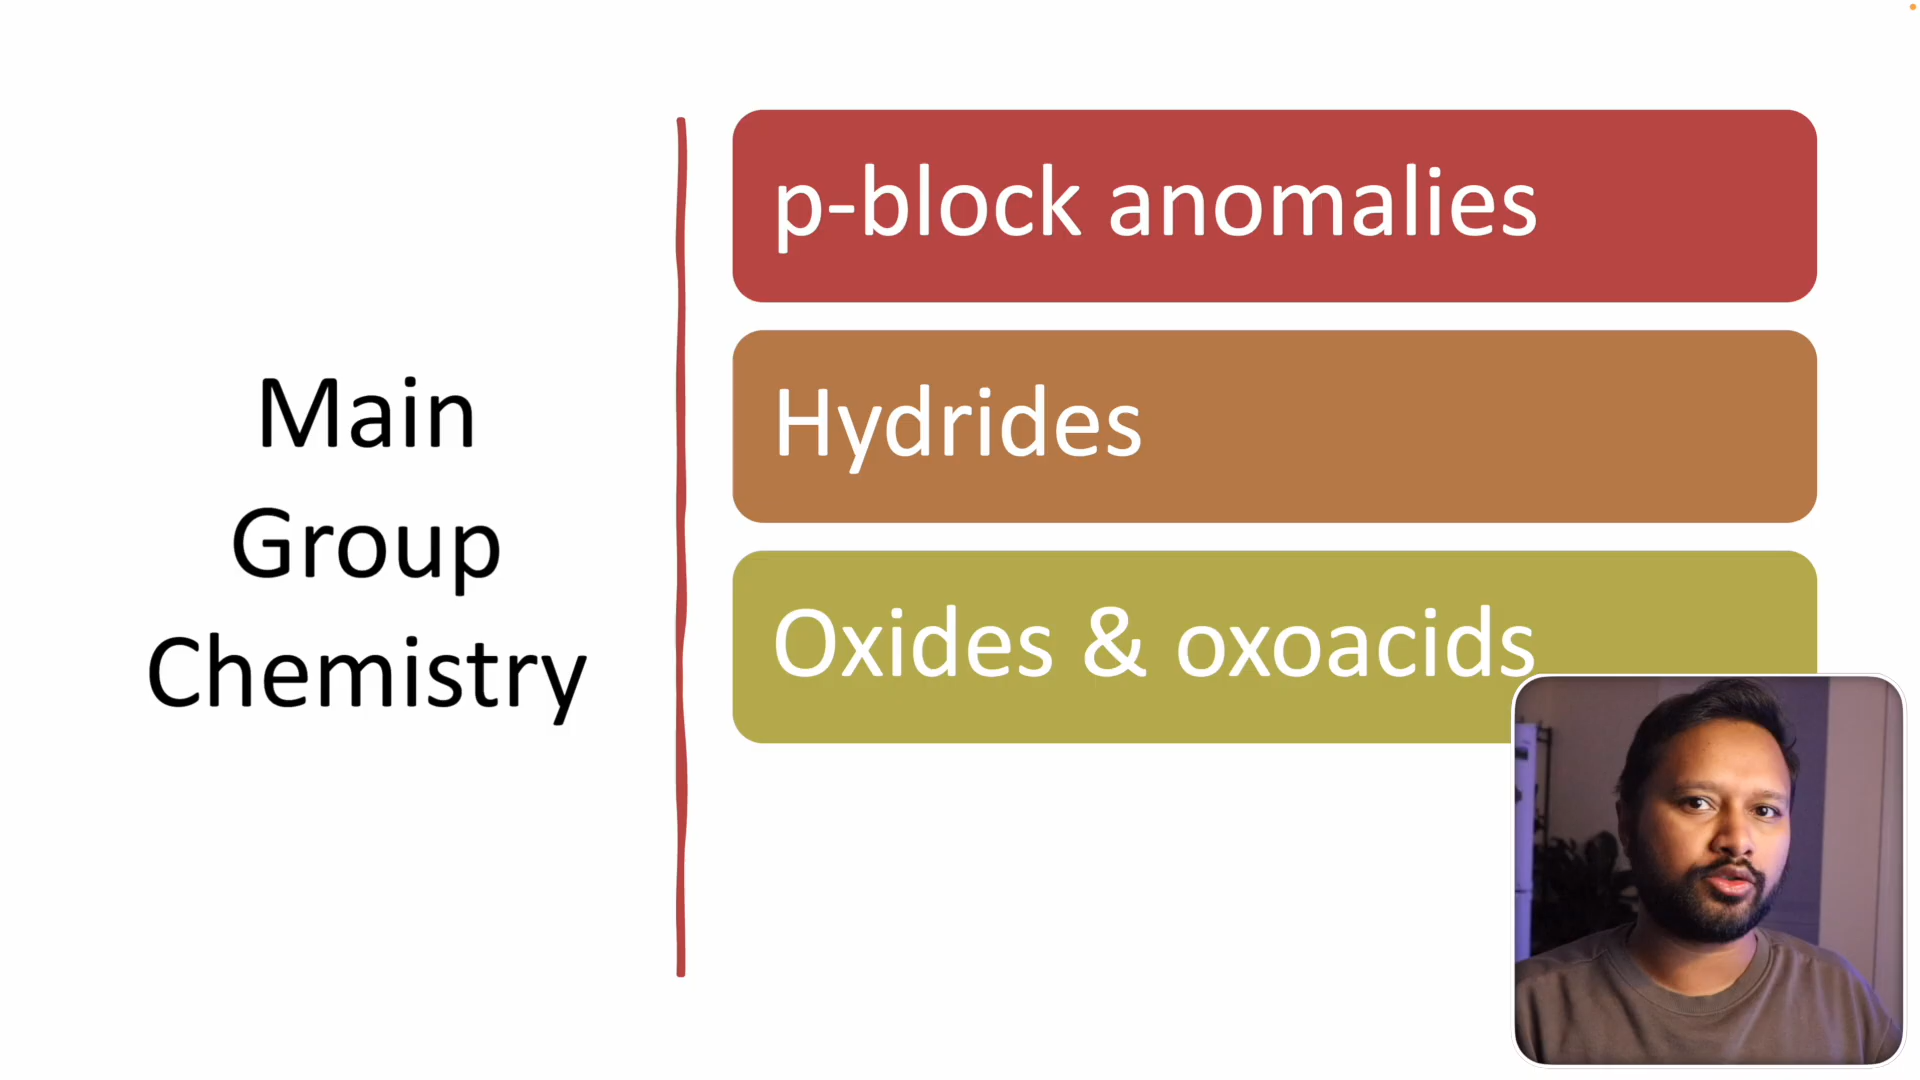 Main
Group
Chemistry
p-block anomalies
Hydrides
Oxides & oxoacids